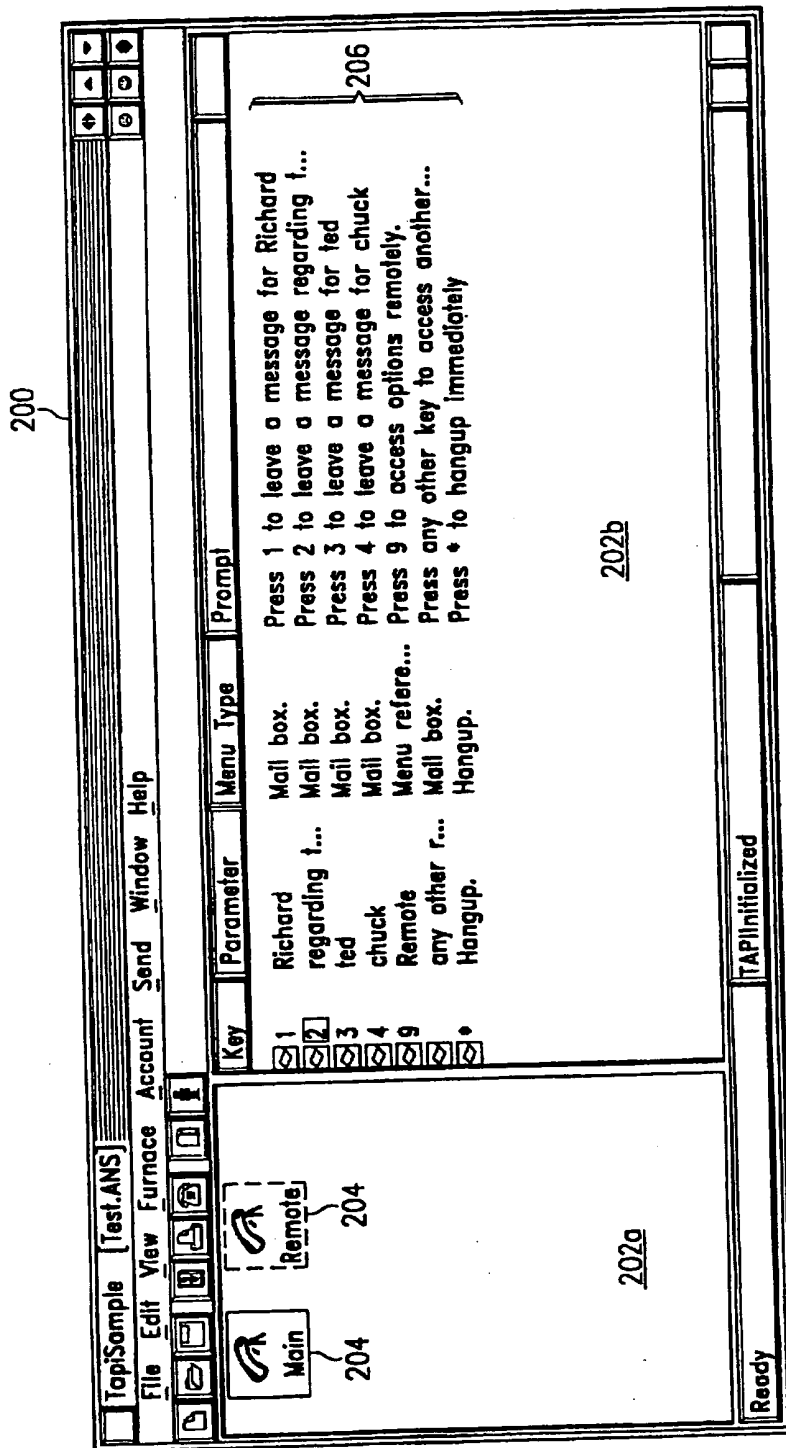 200
TapiSample [Test.ANS]
File Edit View Furnace Account Send Window Help
Key Parameter Menu Type Prompt
1 Richard Mail box. Press 1 to leave a message for Richard
2 regarding t... Mail box. Press 2 to leave a message regarding t...
3 ted Mail box. Press 3 to leave a message for ted
4 chuck Mail box. Press 4 to leave a message for chuck
9 Remote Menu refere... Press 9 to access options remotely.
any other r... Mail box. Press any other key to access another...
* Hangup. Hangup. Press * to hangup immediately
206
Main
Remote
204
204
202a
202b
Ready
TAPIInitialized